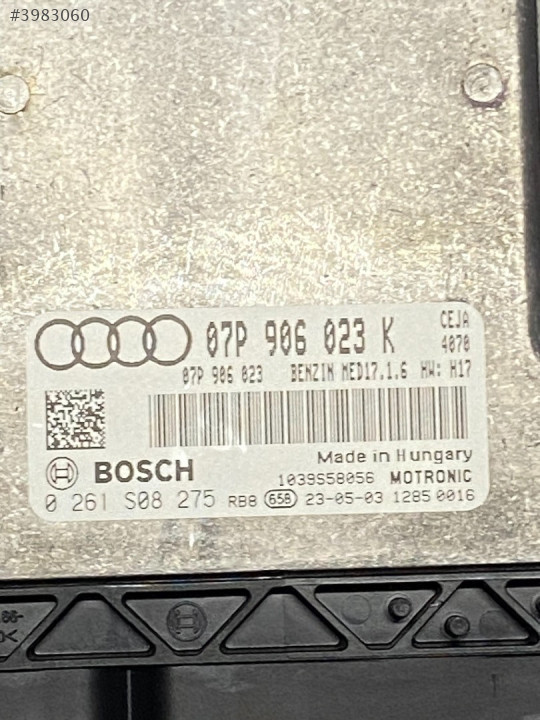 #3983060
07P 906 023 K
CEJA
4070
07P 906 023 BENZIN MED17.1.6 HW: H17
Made in Hungary
BOSCH
1039S58056 MOTRONIC
0 261 S08 275 RB8 658 23-05-03 1285 0016